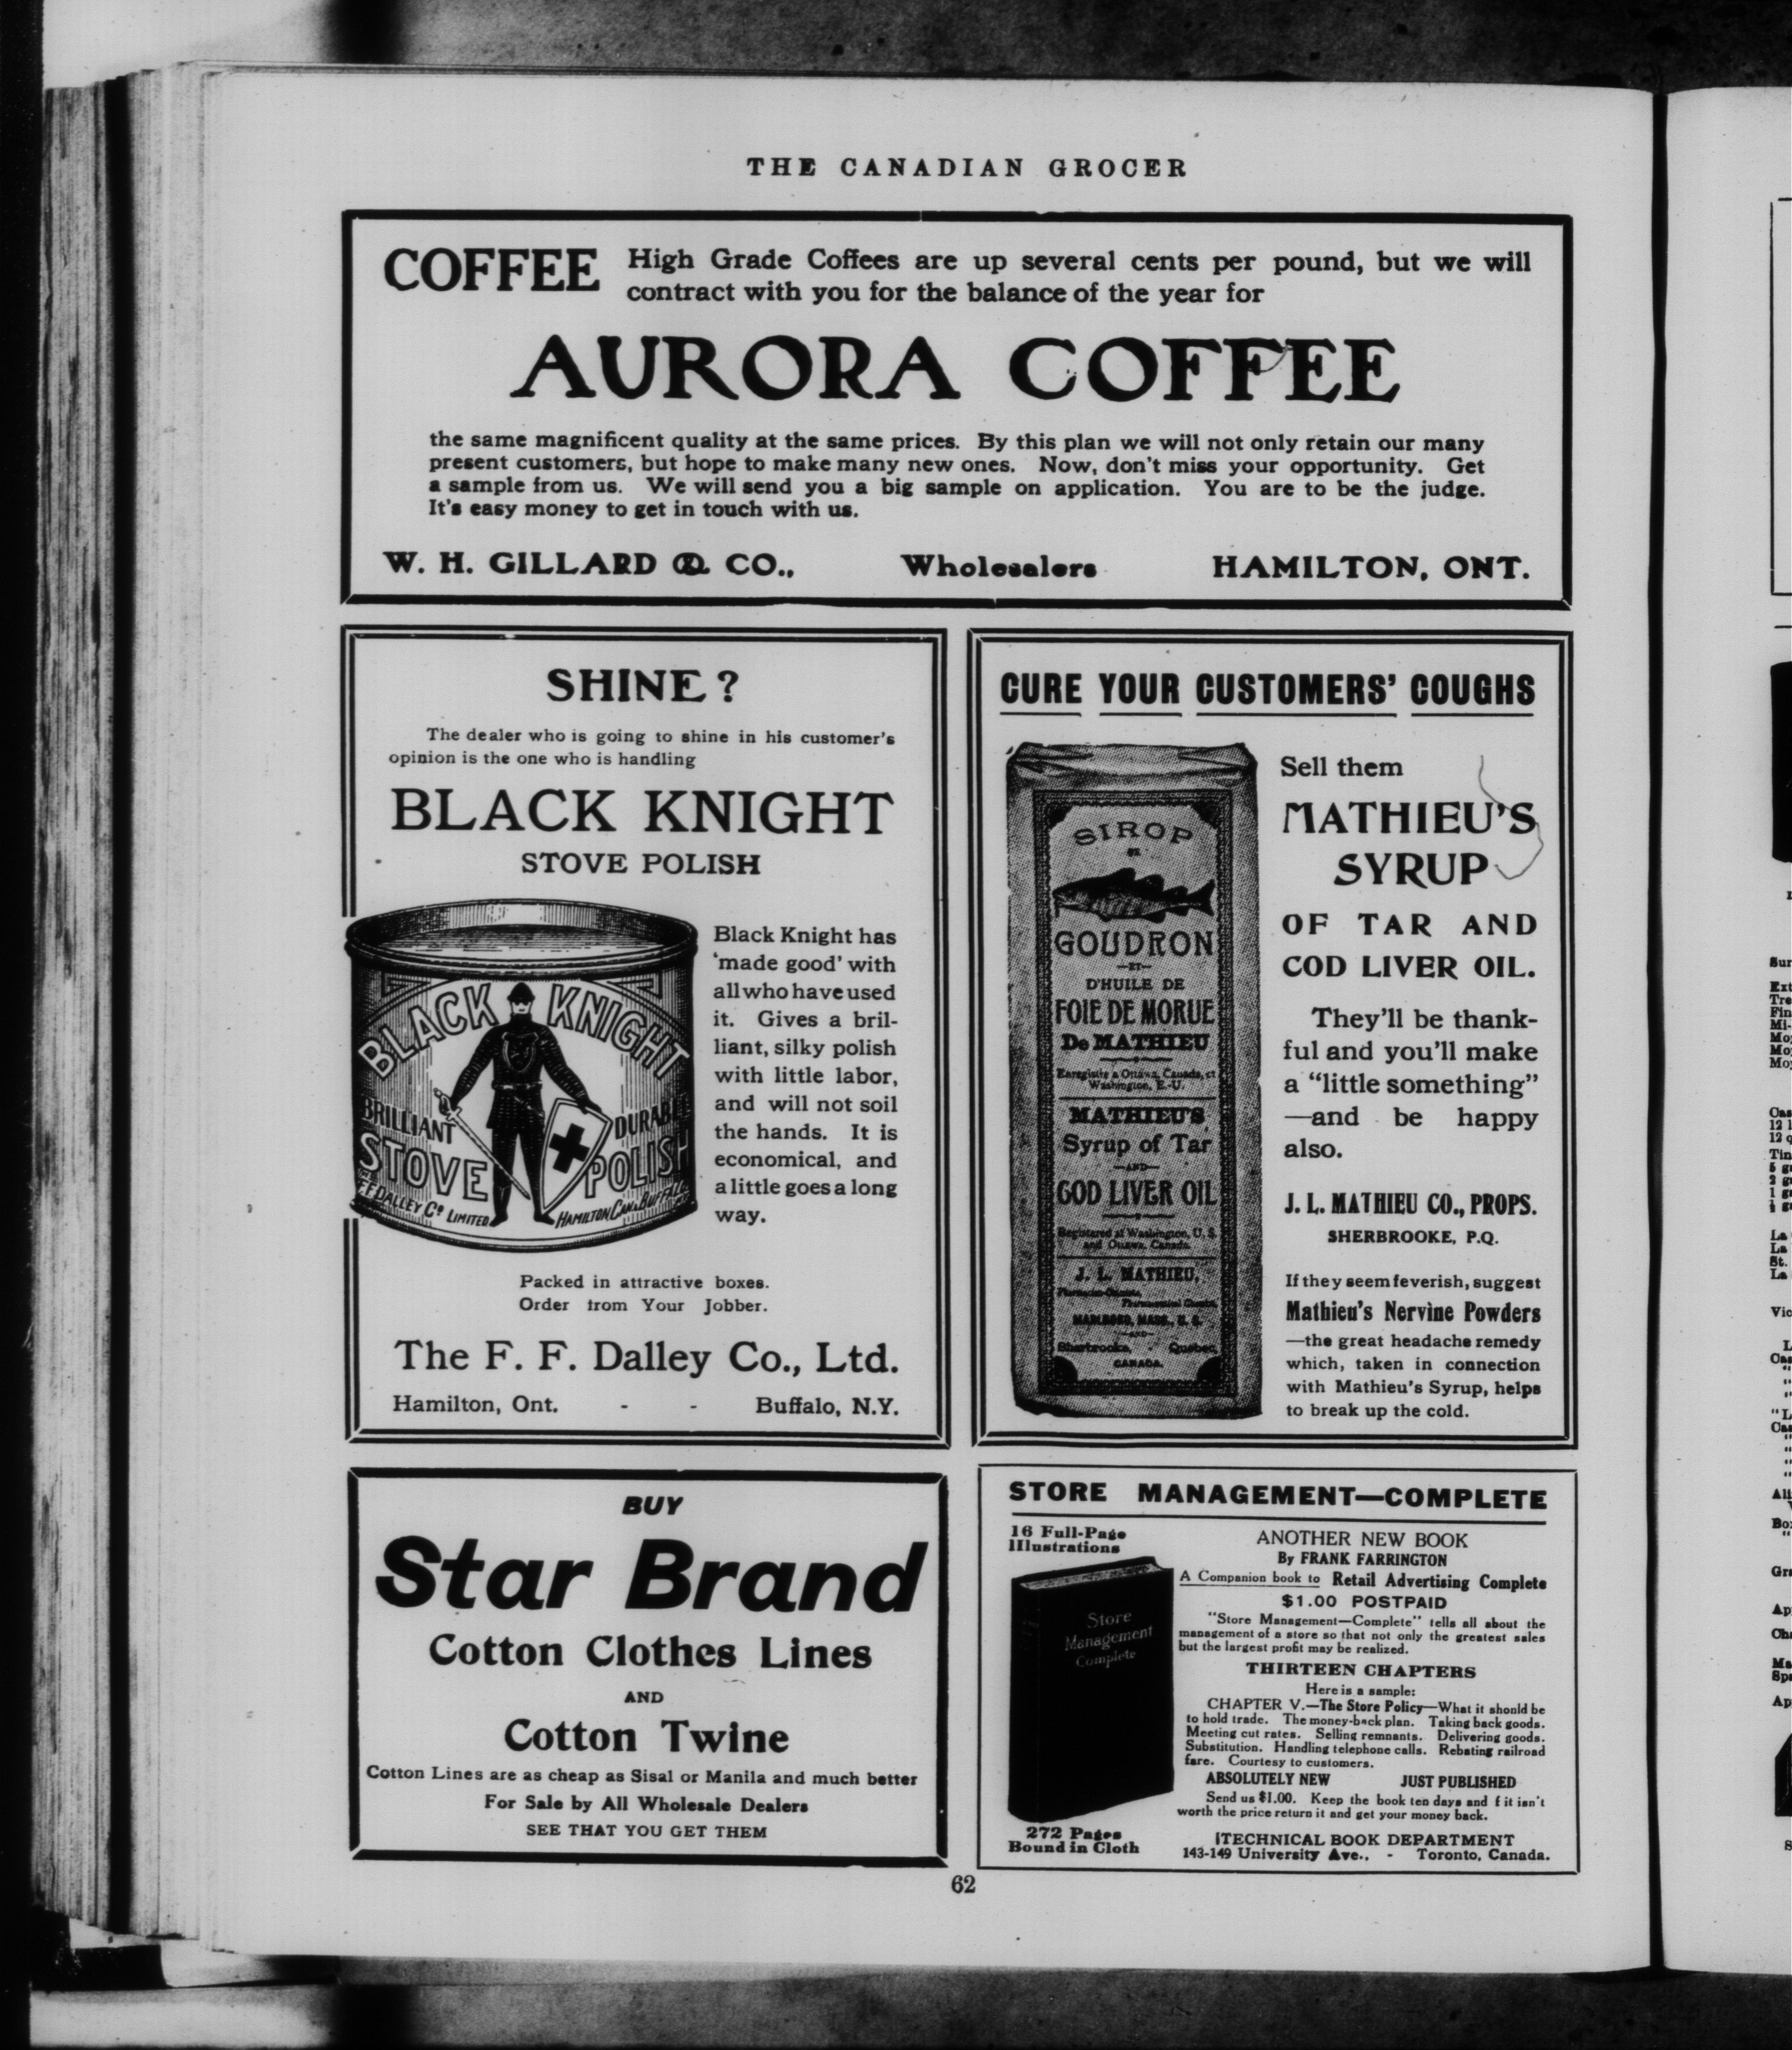 THE CANADIAN GROCER
COFFEE
High Grade Coffees are up several cents per pound, but we will
contract with you for the balance of the year for
AURORA COFFEE
the same magnificent quality at the same prices. By this plan we will not only retain our many
present customers, but hope to make many new ones. Now, don't miss your opportunity. Get
a sample from us. We will send you a big sample on application. You are to be the judge.
It's easy money to get in touch with us.
W. H. GILLARD & CO., Wholesalers HAMILTON, ONT.
SHINE?
The dealer who is going to shine in his customer's
opinion is the one who is handling
BLACK KNIGHT
STOVE POLISH
BLACK KNIGHT
BRILLIANT DURABLE
STOVE POLISH
F.F. DALLEY Co LIMITED. HAMILTON CAN. & BUFFALO
Black Knight has
'made good' with
all who have used
it. Gives a bril-
liant, silky polish
with little labor,
and will not soil
the hands. It is
economical, and
a little goes a long
way.
Packed in attractive boxes.
Order from Your Jobber.
The F. F. Dalley Co., Ltd.
Hamilton, Ont. - - Buffalo, N.Y.
CURE YOUR CUSTOMERS' COUGHS
SIROP
DE
GOUDRON
—ET—
D'HUILE DE
FOIE DE MORUE
De MATHIEU
Enregistre a Ottawa, Canada, et
Washington, E.-U.
MATHIEU'S
Syrup of Tar
—AND—
COD LIVER OIL
Registered at Washington, U. S.
and Ottawa, Canada.
J. L. MATHIEU,
MARLBORO, MASS., U. S.
—AND—
Sherbrooke, - Quebec,
CANADA.
Sell them
MATHIEU'S
SYRUP
OF TAR AND
COD LIVER OIL.
They'll be thank-
ful and you'll make
a "little something"
—and be happy
also.
J. L. MATHIEU CO., PROPS.
SHERBROOKE, P.Q.
If they seem feverish, suggest
Mathieu's Nervine Powders
—the great headache remedy
which, taken in connection
with Mathieu's Syrup, helps
to break up the cold.
BUY
Star Brand
Cotton Clothes Lines
AND
Cotton Twine
Cotton Lines are as cheap as Sisal or Manila and much better
For Sale by All Wholesale Dealers
SEE THAT YOU GET THEM
STORE MANAGEMENT—COMPLETE
16 Full-Page
Illustrations
Store
Management
Complete
272 Pages
Bound in Cloth
ANOTHER NEW BOOK
By FRANK FARRINGTON
A Companion book to Retail Advertising Complete
$1.00 POSTPAID
"Store Management—Complete" tells all about the
management of a store so that not only the greatest sales
but the largest profit may be realized.
THIRTEEN CHAPTERS
Here is a sample:
CHAPTER V.—The Store Policy—What it should be
to hold trade. The money-back plan. Taking back goods.
Meeting cut rates. Selling remnants. Delivering goods.
Substitution. Handling telephone calls. Rebating railroad
fare. Courtesy to customers.
ABSOLUTELY NEW JUST PUBLISHED
Send us $1.00. Keep the book ten days and f it isn't
worth the price return it and get your money back.
TECHNICAL BOOK DEPARTMENT
143-149 University Ave., - Toronto, Canada.
62